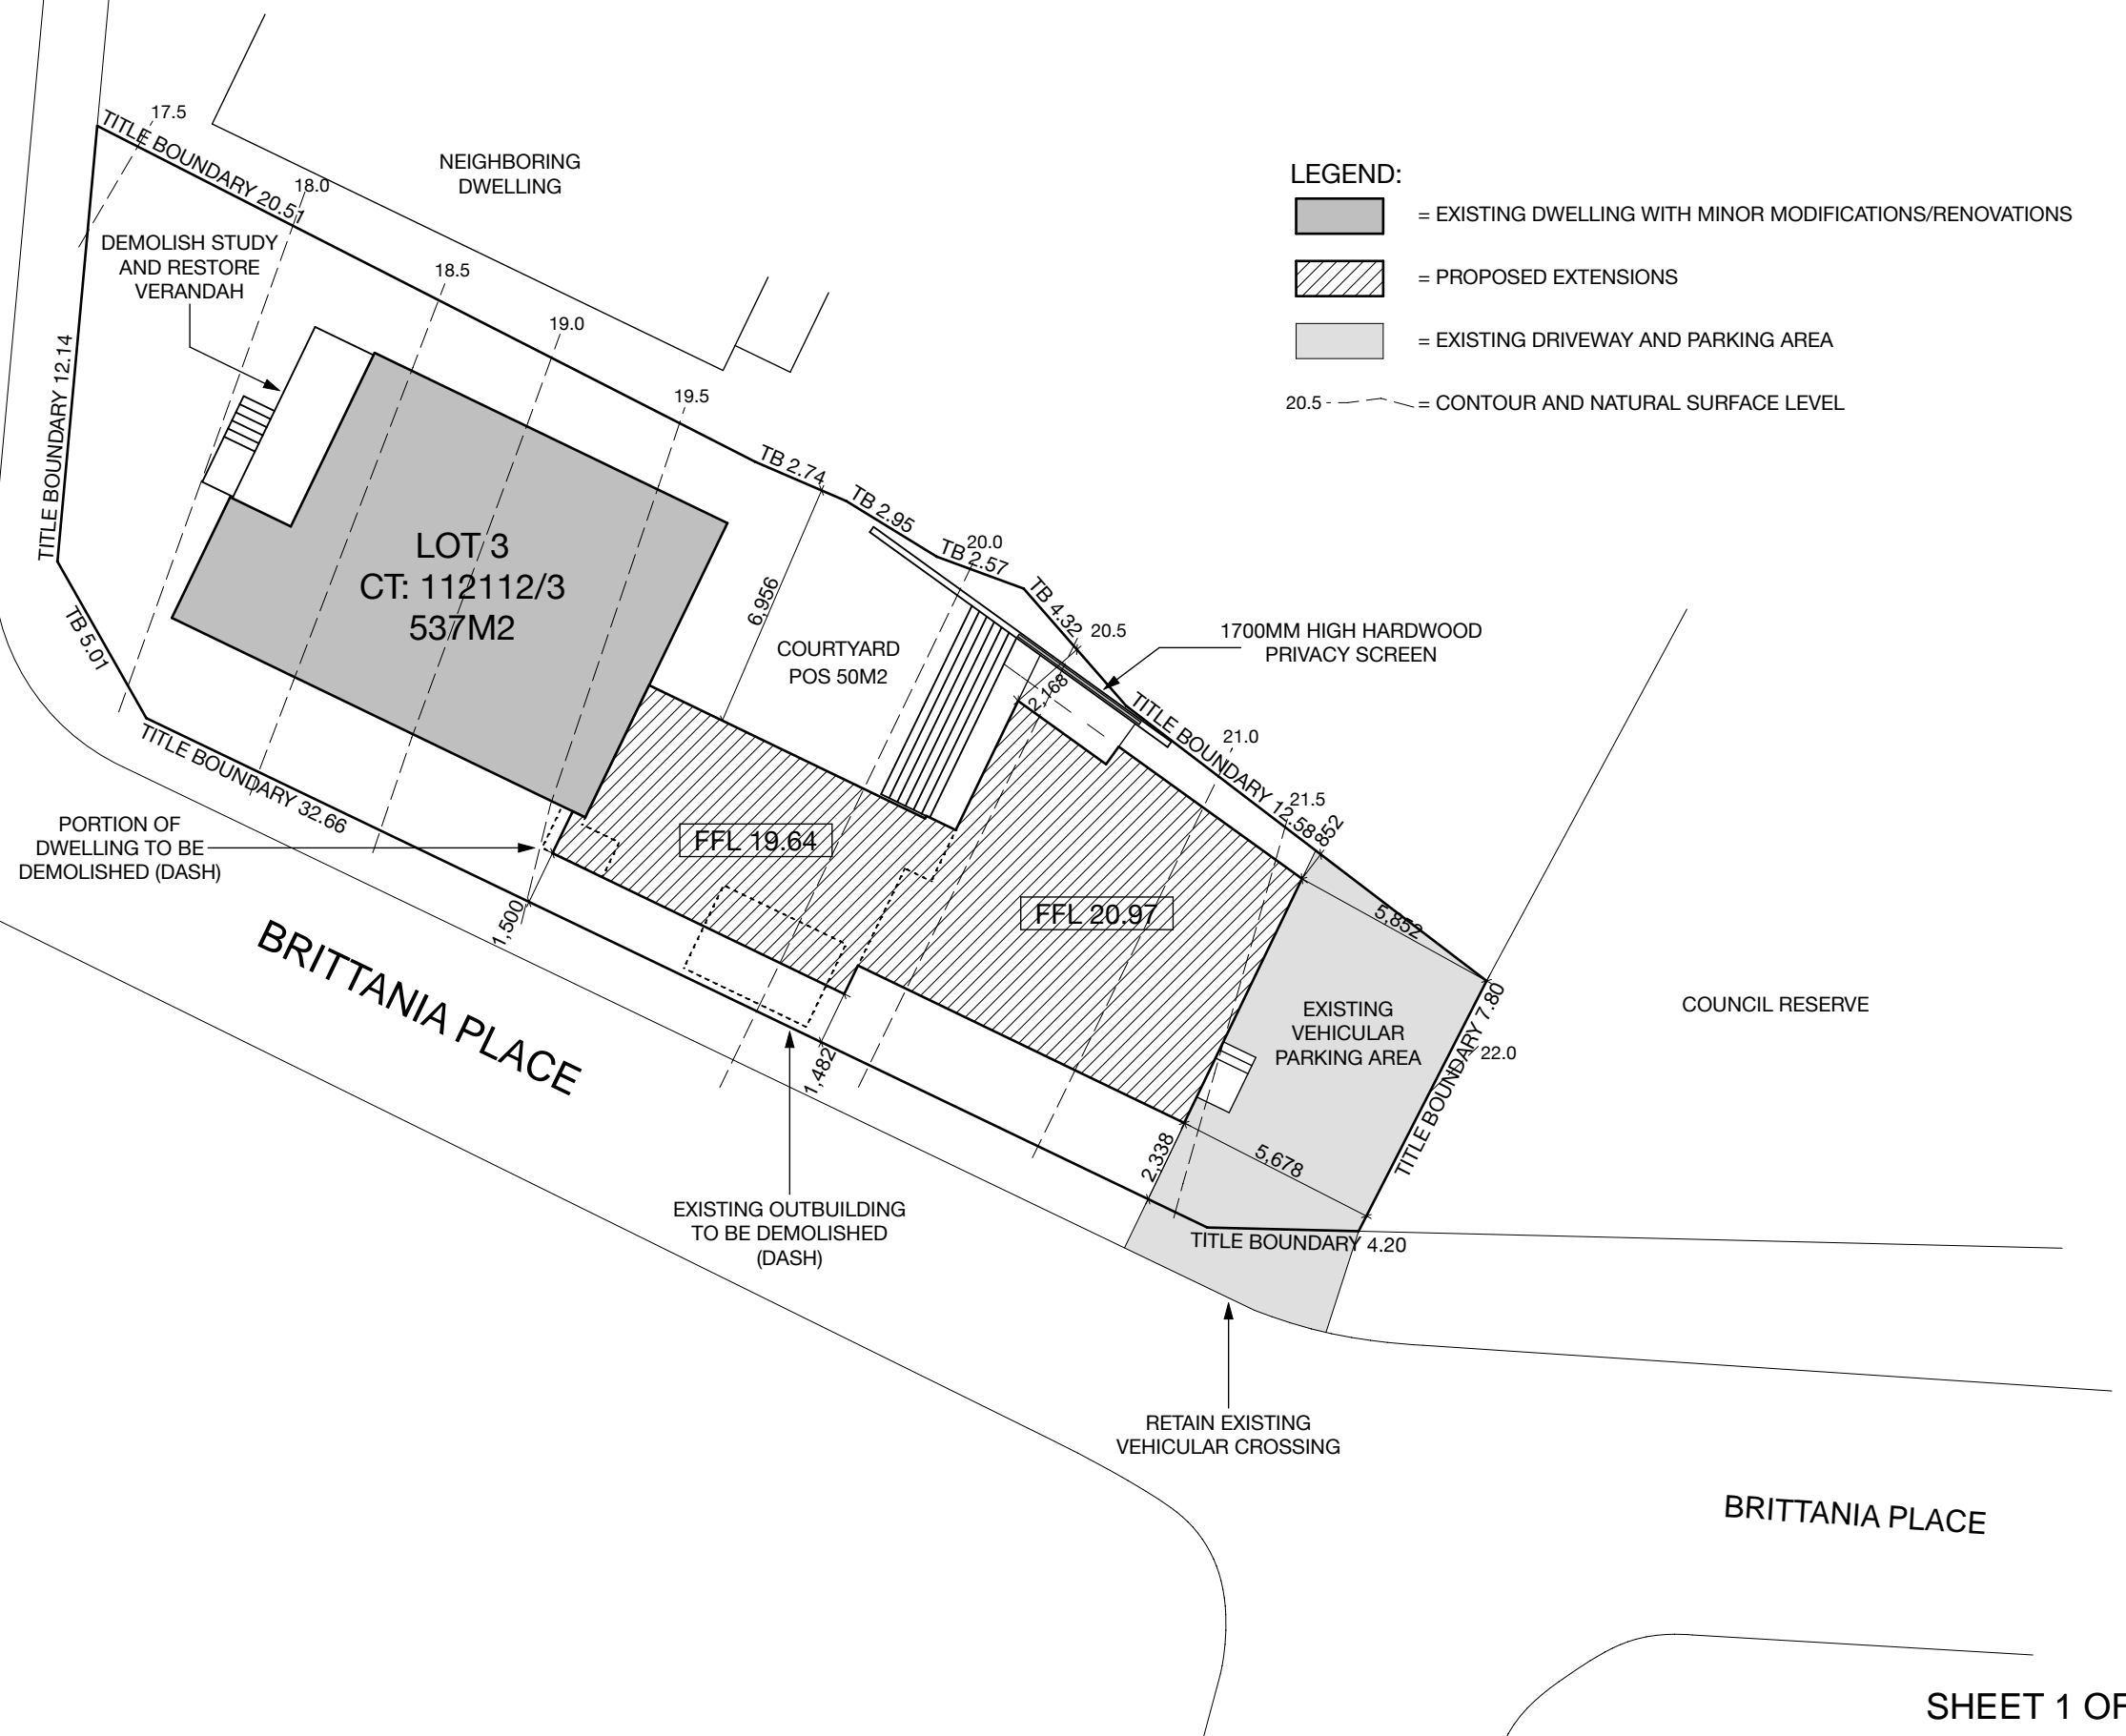 17.5
TITLE BOUNDARY 20.51
18.0
NEIGHBORING
DWELLING
DEMOLISH STUDY
AND RESTORE
VERANDAH
18.5
19.0
19.5
LEGEND:
= EXISTING DWELLING WITH MINOR MODIFICATIONS/RENOVATIONS
= PROPOSED EXTENSIONS
= EXISTING DRIVEWAY AND PARKING AREA
20.5
= CONTOUR AND NATURAL SURFACE LEVEL
TITLE BOUNDARY 12.14
TB 2.74
TB 2.95
20.0
TB 2.57
TB 4.32
20.5
1700MM HIGH HARDWOOD
PRIVACY SCREEN
LOT 3
CT: 112112/3
537M2
6,956
COURTYARD
POS 50M2
2,168
TB 5.01
TITLE BOUNDARY 12.58
21.0
21.5
852
TITLE BOUNDARY 32.66
PORTION OF
DWELLING TO BE
DEMOLISHED (DASH)
FFL 19.64
FFL 20.97
5,852
1,500
BRITTANIA PLACE
EXISTING
VEHICULAR
PARKING AREA
TITLE BOUNDARY 7.80
22.0
COUNCIL RESERVE
1,482
2,338
5,678
EXISTING OUTBUILDING
TO BE DEMOLISHED
(DASH)
TITLE BOUNDARY 4.20
RETAIN EXISTING
VEHICULAR CROSSING
BRITTANIA PLACE
SHEET 1 OF